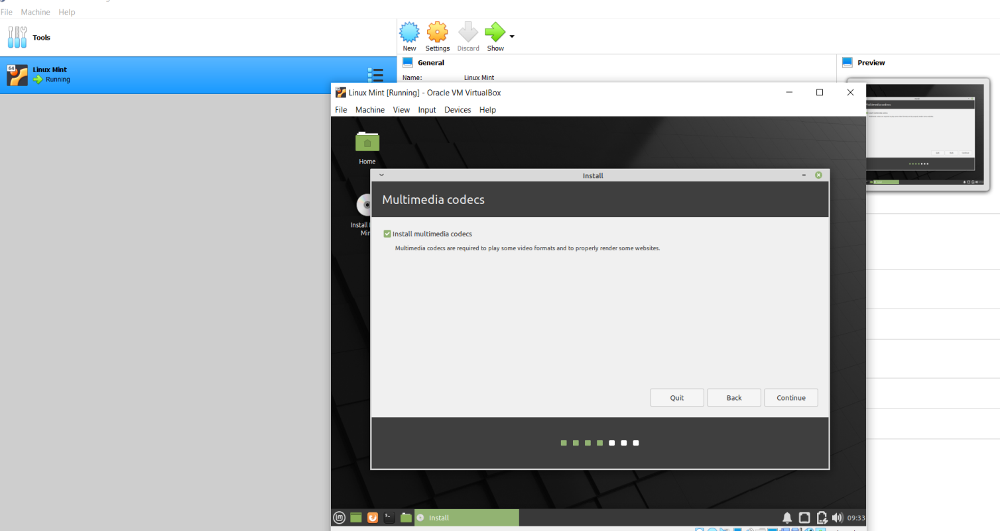 File Machine Help
Tools
New Settings Discard Show
64
Linux Mint
Running
General
Name: Linux Mint
Preview
Linux Mint [Running] - Oracle VM VirtualBox
File Machine View Input Devices Help
Home
Install
Install
Multimedia codecs
Install multimedia codecs
Multimedia codecs are required to play some video formats and to properly render some websites.
Quit Back Continue
Install
09:33